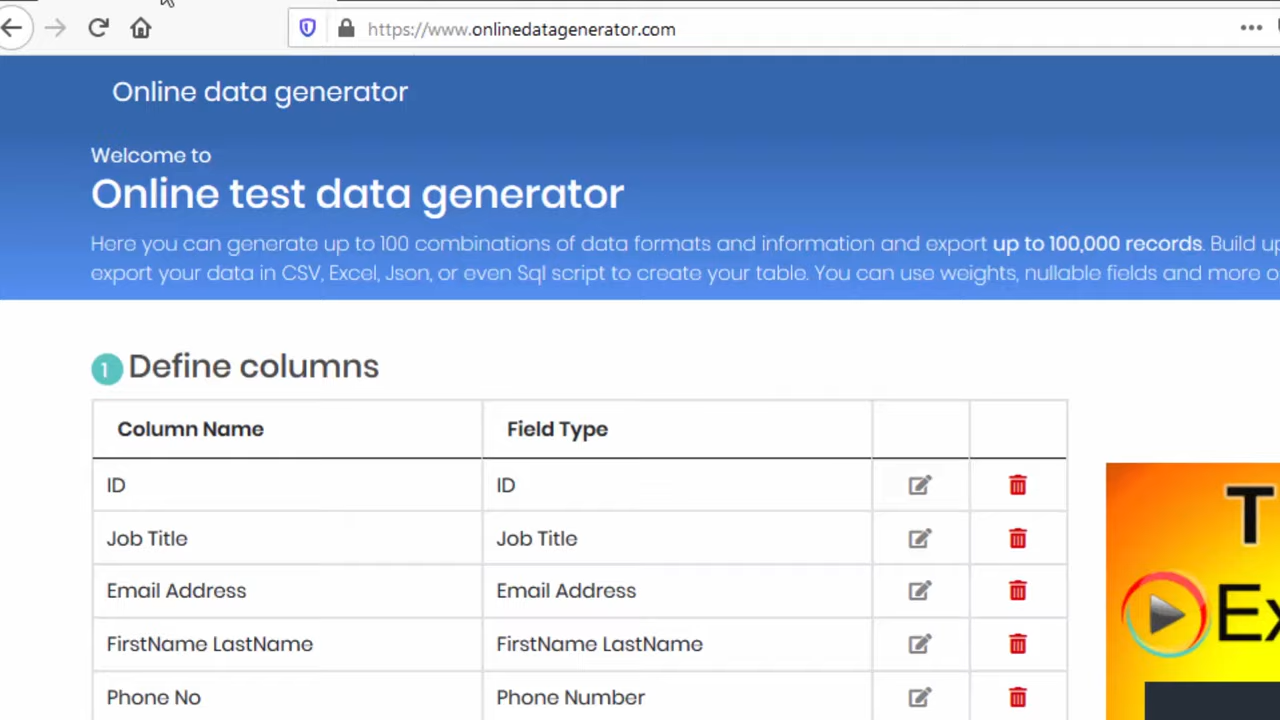 https://www.onlinedatagenerator.com
Online data generator
Welcome to
Online test data generator
Here you can generate up to 100 combinations of data formats and information and export up to 100,000 records. Build up
export your data in CSV, Excel, Json, or even Sql script to create your table. You can use weights, nullable fields and more o
1 Define columns
Column Name Field Type
ID ID
Job Title Job Title
Email Address Email Address
FirstName LastName FirstName LastName
Phone No Phone Number
T
Ex